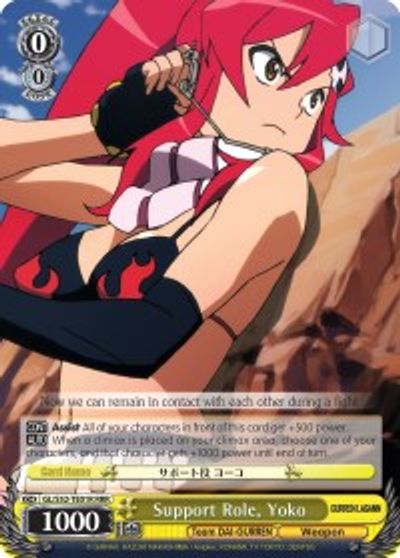 0
0
Now we can remain in contact with each other during a fight.
CONT Assist All of your characters in front of this card get +500 power.
AUTO When a climax is placed on your climax area, choose one of your
characters, and that character gets +1000 power until end of turn.
Card Name サポート役 ヨーコ
1000 Support Role, Yoko GURREN LAGANN
Team DAI-GURREN Weapon